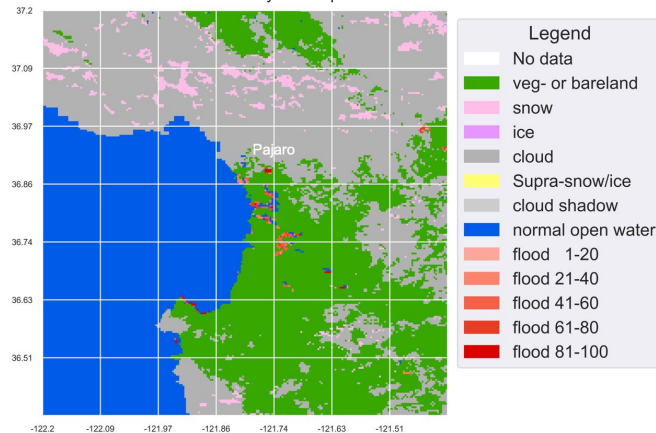 37.2
37.09
36.97
36.86
36.74
36.63
36.51
Pajaro
-122.2
-122.09
-121.97
-121.86
-121.74
-121.63
-121.51
Legend
No data
veg- or bareland
snow
ice
cloud
Supra-snow/ice
cloud shadow
normal open water
flood 1-20
flood 21-40
flood 41-60
flood 61-80
flood 81-100